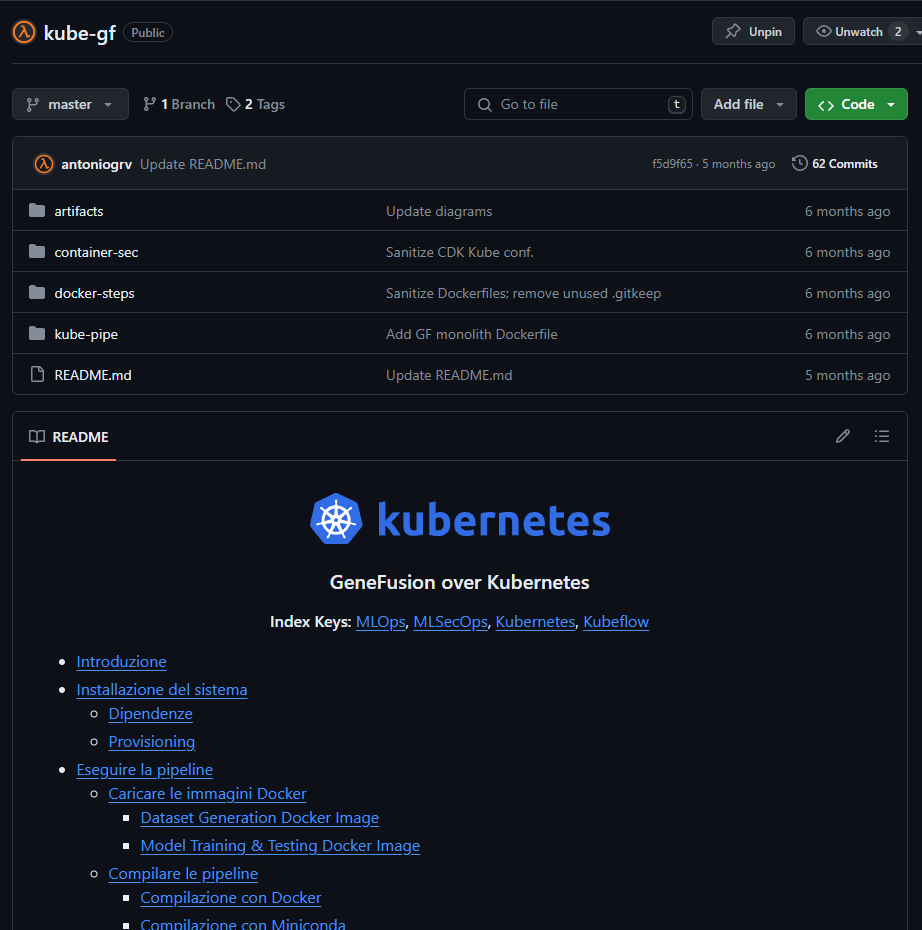 kube-gf Public Unpin Unwatch 2
master 1 Branch 2 Tags Go to file t Add file Code
antoniogrv Update README.md f5d9f65 · 5 months ago 62 Commits
artifacts Update diagrams 6 months ago
container-sec Sanitize CDK Kube conf. 6 months ago
docker-steps Sanitize Dockerfiles; remove unused .gitkeep 6 months ago
kube-pipe Add GF monolith Dockerfile 6 months ago
README.md Update README.md 5 months ago
README
kubernetes
GeneFusion over Kubernetes
Index Keys: MLOps, MLSecOps, Kubernetes, Kubeflow
Introduzione
Installazione del sistema
Dipendenze
Provisioning
Eseguire la pipeline
Caricare le immagini Docker
Dataset Generation Docker Image
Model Training & Testing Docker Image
Compilare le pipeline
Compilazione con Docker
Compilazione con Miniconda